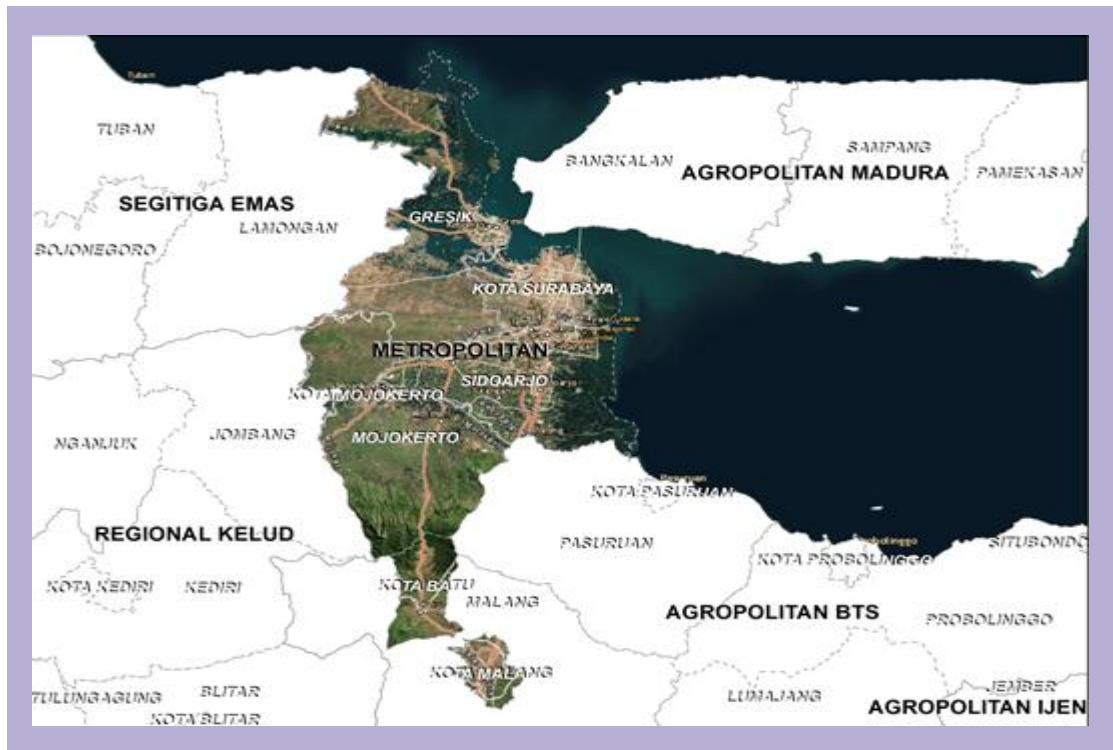 Tuban
TUBAN
SAMPANG
BANGKALAN
AGROPOLITAN MADURA
PAMEKASAN
SEGITIGA EMAS
GRESIK
LAMONGAN
BOJONEGORO
KOTA SURABAYA
METROPOLITAN
SIDOARJO
KOTA MOJOKERTO
JOMBANG
MOJOKERTO
NGANJUK
KOTA PASURUAN
REGIONAL KELUD
PASURUAN
Probolinggo
SITUBONDO
KOTA PROBOLINGGO
KOTA KEDIRI
KEDIRI
KOTA BATU
MALANG
AGROPOLITAN BTS
PROBOLINGGO
KOTA MALANG
TULUNGAGUNG
BLITAR
LUMAJANG
JEMBER
AGROPOLITAN IJEN
KOTA BLITAR